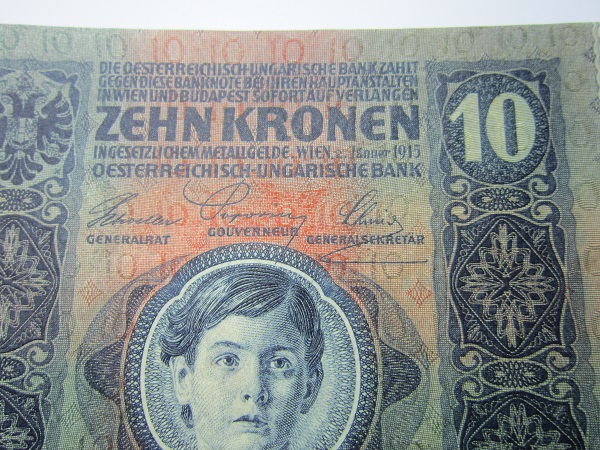 DIE OESTERREICHISCH-UNGARISCHE BANK ZAHLT
GEGEN DIESE BANKNOTE BEI IHREN HAUPTANSTALTEN
IN WIEN UND BUDAPEST SOFORT AUF VERLANGEN
ZEHN KRONEN
10
IN GESETZLICHEM METALLGELDE. WIEN, 2. Jänner 1915
OESTERREICHISCH-UNGARISCHE BANK
GENERALRAT
GOUVERNEUR
GENERALSEKRETÄR